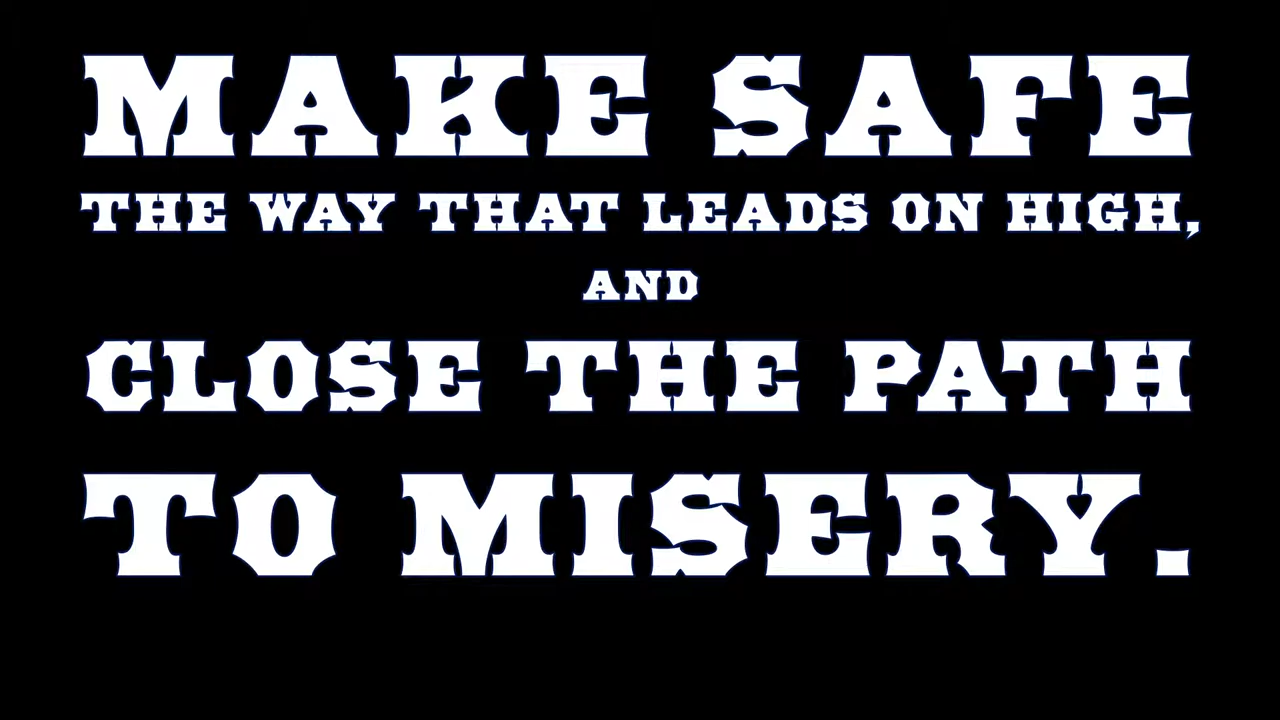 MAKE SAFE
THE WAY THAT LEADS ON HIGH,
AND
CLOSE THE PATH
TO MISERY.